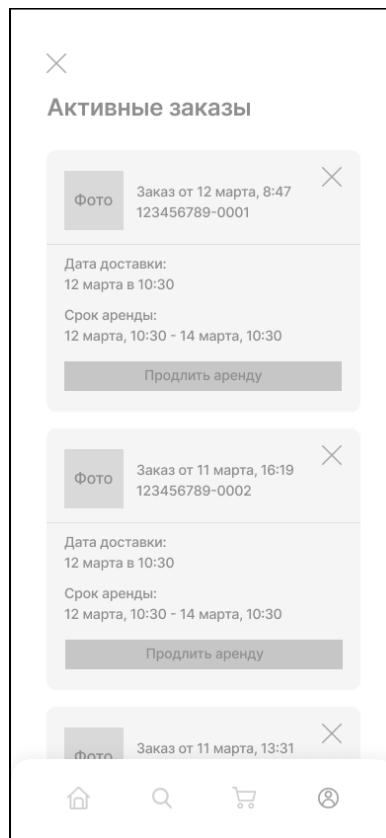 Активные заказы
Фото
Заказ от 12 марта, 8:47
123456789-0001
Дата доставки:
12 марта в 10:30
Срок аренды:
12 марта, 10:30 - 14 марта, 10:30
Продлить аренду
Фото
Заказ от 11 марта, 16:19
123456789-0002
Дата доставки:
12 марта в 10:30
Срок аренды:
12 марта, 10:30 - 14 марта, 10:30
Продлить аренду
Фото
Заказ от 11 марта, 13:31